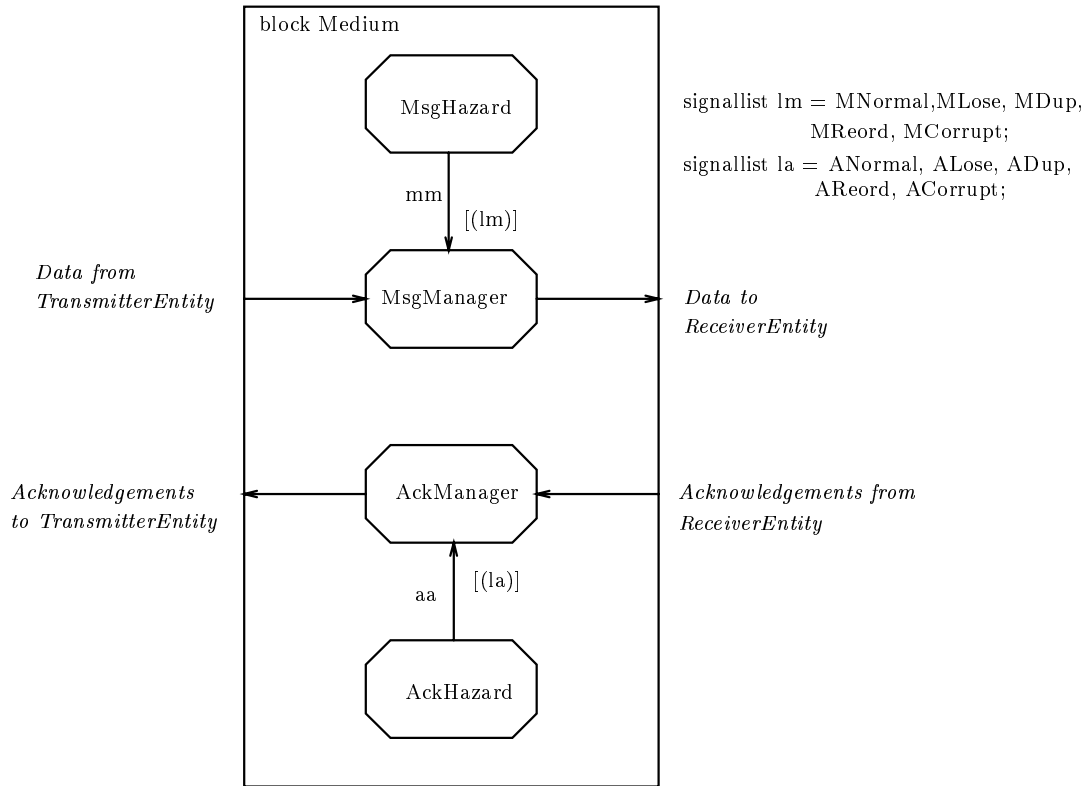 block Medium
MsgHazard
signallist lm = MNormal,MLose, MDup,
MReord, MCorrupt;
signallist la = ANormal, ALose, ADup,
AReord, ACorrupt;
mm
[(lm)]
Data from
TransmitterEntity
MsgManager
Data to
ReceiverEntity
Acknowledgements
to TransmitterEntity
AckManager
Acknowledgements from
ReceiverEntity
aa
[(la)]
AckHazard